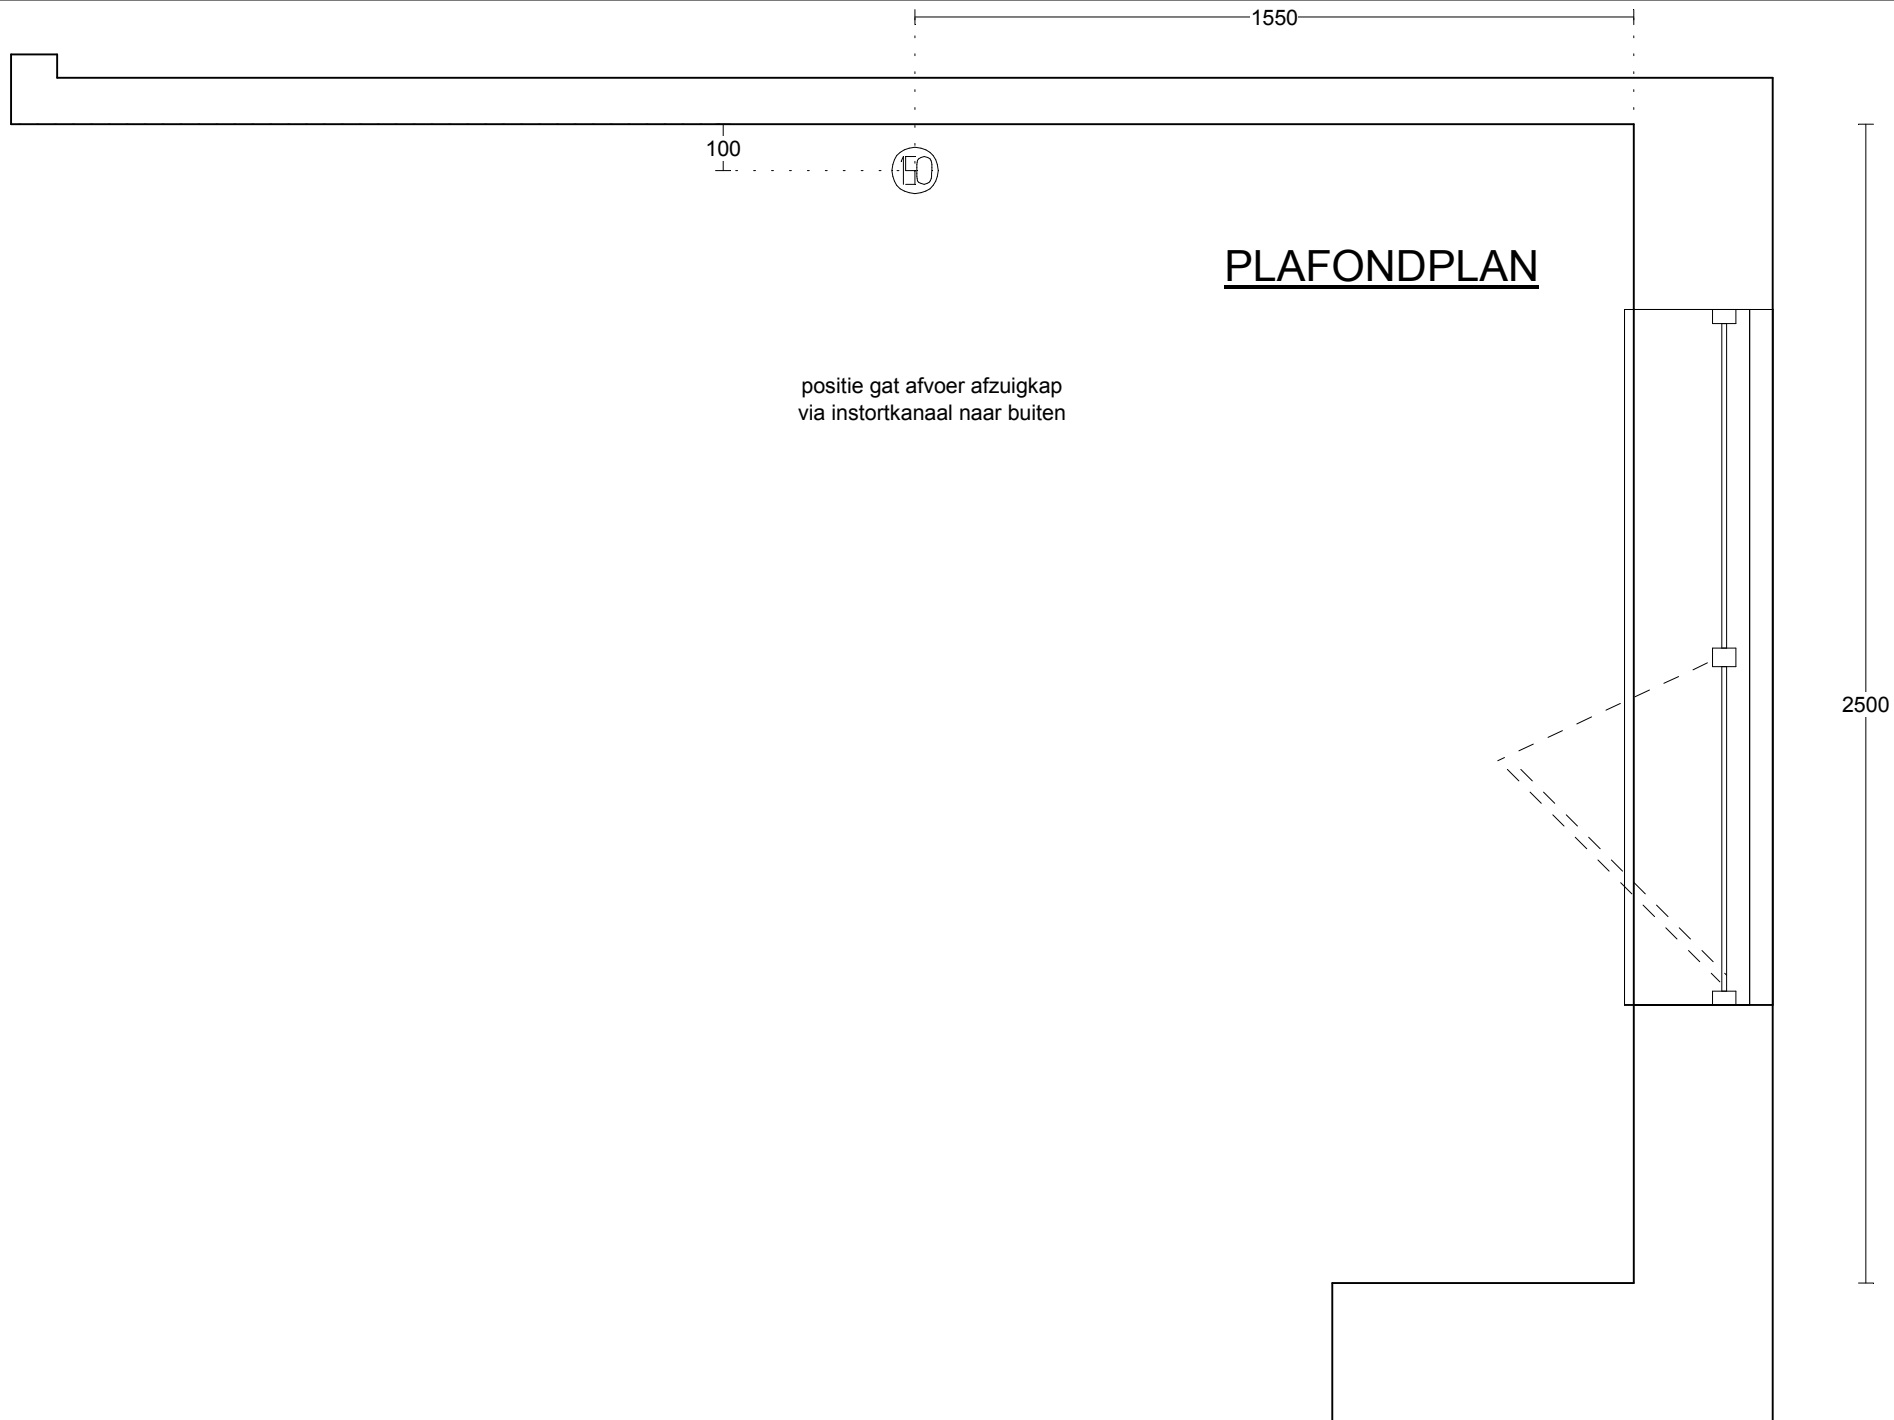 1550
100
150
PLAFONDPLAN
positie gat afvoer afzuigkap
via instortkanaal naar buiten
2500